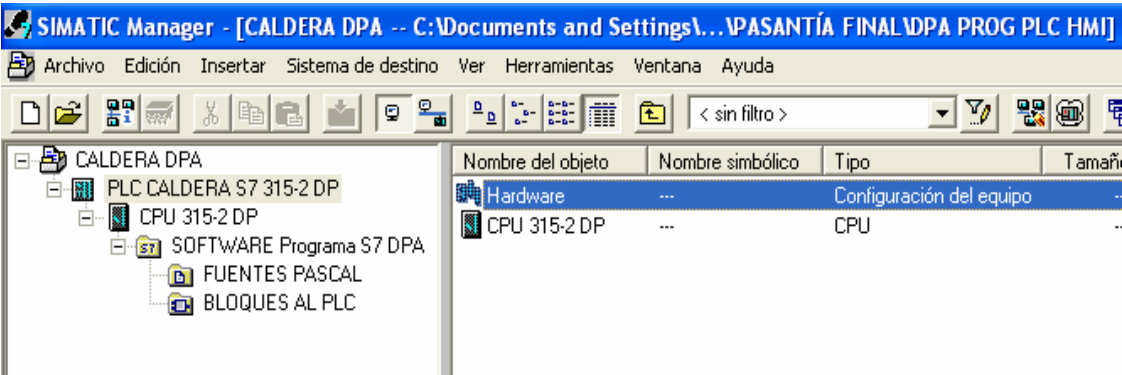 SIMATIC Manager - [CALDERA DPA -- C:\Documents and Settings\...\PASANTÍA FINAL\DPA PROG PLC HMI]
Archivo Edición Insertar Sistema de destino Ver Herramientas Ventana Ayuda
< sin filtro >
CALDERA DPA
PLC CALDERA S7 315-2 DP
CPU 315-2 DP
SOFTWARE Programa S7 DPA
FUENTES PASCAL
BLOQUES AL PLC
Nombre del objeto Nombre simbólico Tipo Tamañ
Hardware --- Configuración del equipo --
CPU 315-2 DP --- CPU --